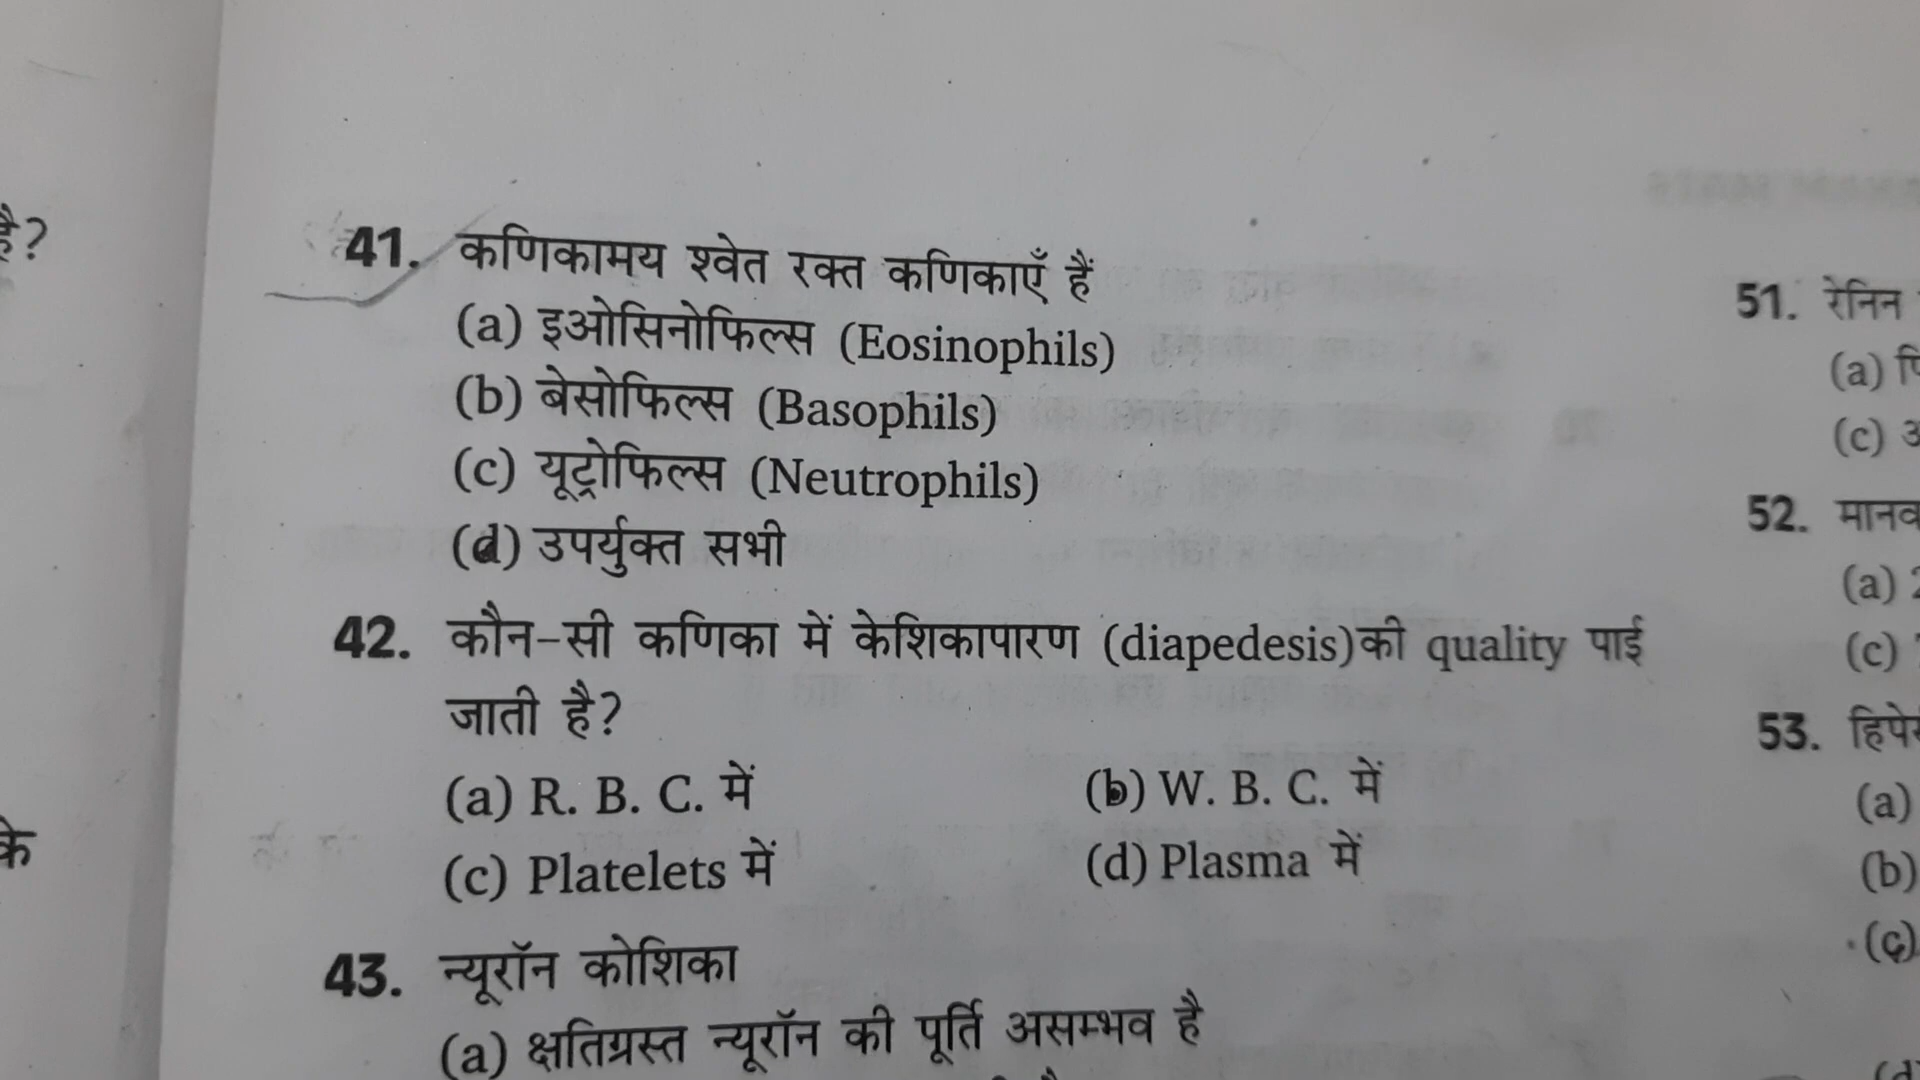 है?
के
41. कणिकामय श्वेत रक्त कणिकाएँ हैं
(a) इओसिनोफिल्स (Eosinophils)
(b) बेसोफिल्स (Basophils)
(c) यूट्रोफिल्स (Neutrophils)
(d) उपर्युक्त सभी
42. कौन-सी कणिका में केशिकापारण (diapedesis)की quality पाई
जाती है?
(a) R. B. C. में (b) W. B. C. में
(c) Platelets में (d) Plasma में
43. न्यूरॉन कोशिका
(a) क्षतिग्रस्त न्यूरॉन की पूर्ति असम्भव है
51. रेनिन
(a)
(c)
52. मानव
(a)
(c)
53.
(a)
(b)
(c)